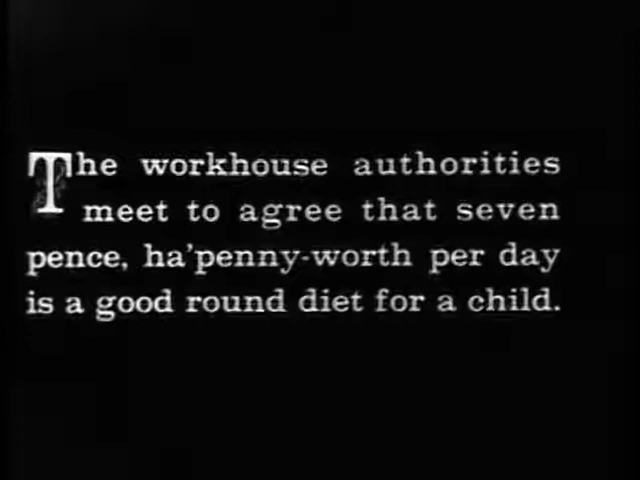 The workhouse authorities
meet to agree that seven
pence, ha'penny-worth per day
is a good round diet for a child.